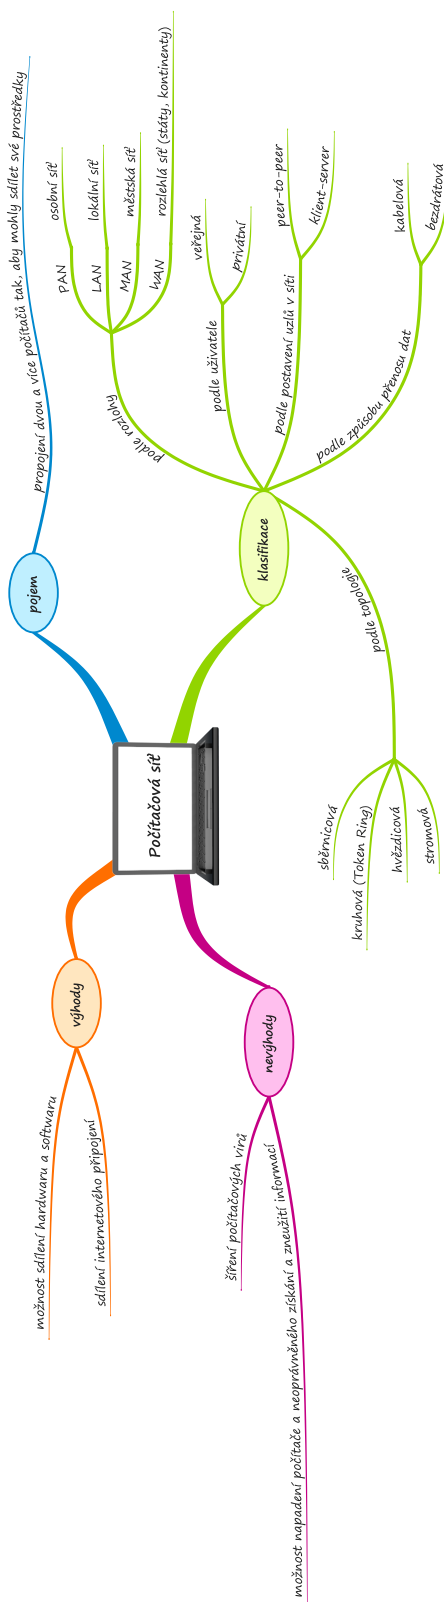 Počítačová síť
pojem
propojení dvou a více počítačů tak, aby mohly sdílet své prostředky
klasifikace
podle rozlohy
PAN
osobní síť
LAN
lokální síť
MAN
městská síť
WAN
rozlehlá síť (státy, kontinenty)
podle uživatele
veřejná
privátní
podle postavení uzlů v síti
peer-to-peer
klient-server
podle způsobu přenosu dat
kabelová
bezdrátová
podle topologie
sběrnicová
kruhová (Token Ring)
hvězdicová
stromová
výhody
možnost sdílení hardwaru a softwaru
sdílení internetového připojení
nevýhody
šíření počítačových virů
možnost napadení počítače a neoprávněného získání a zneužití informací